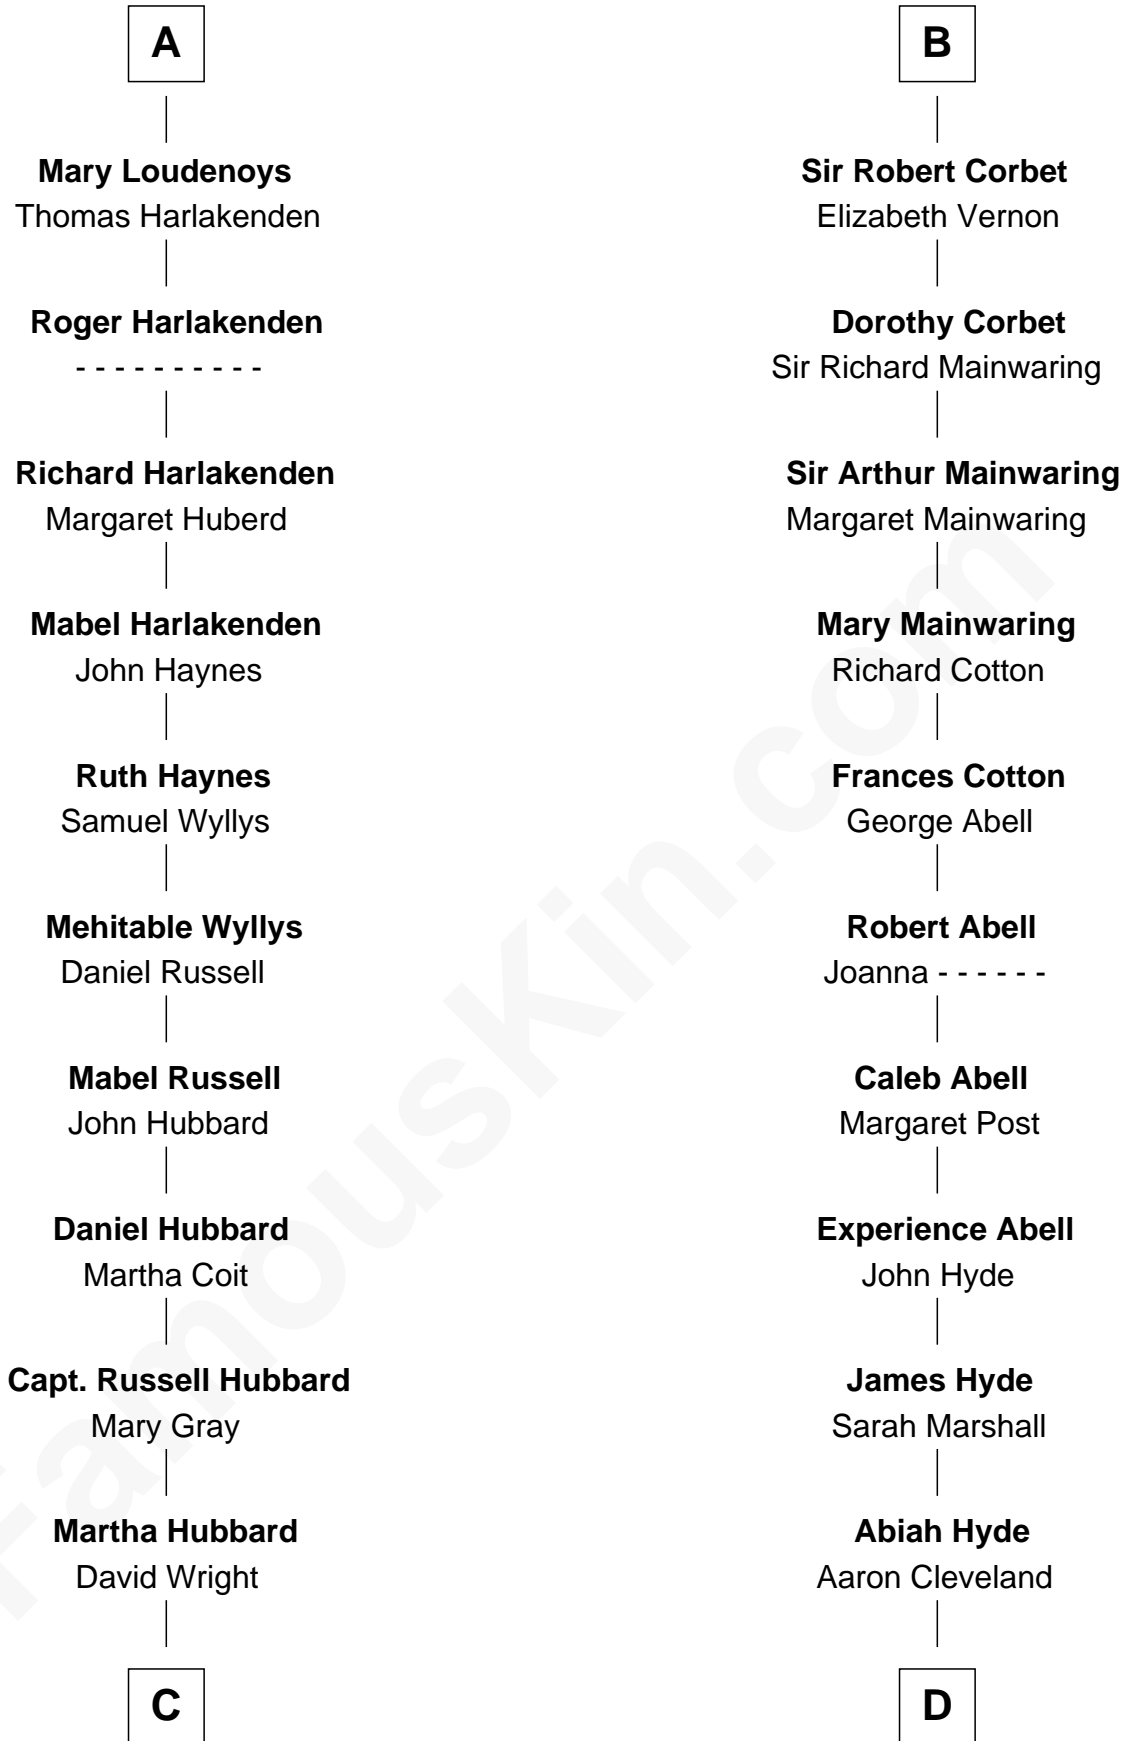 A
Mary Loudenoys
Thomas Harlakenden
Roger Harlakenden
- - - - - - - - - -
Richard Harlakenden
Margaret Huberd
Mabel Harlakenden
John Haynes
Ruth Haynes
Samuel Wyllys
Mehitable Wyllys
Daniel Russell
Mabel Russell
John Hubbard
Daniel Hubbard
Martha Coit
Capt. Russell Hubbard
Mary Gray
Martha Hubbard
David Wright
C
B
Sir Robert Corbet
Elizabeth Vernon
Dorothy Corbet
Sir Richard Mainwaring
Sir Arthur Mainwaring
Margaret Mainwaring
Mary Mainwaring
Richard Cotton
Frances Cotton
George Abell
Robert Abell
Joanna - - - - - -
Caleb Abell
Margaret Post
Experience Abell
John Hyde
James Hyde
Sarah Marshall
Abiah Hyde
Aaron Cleveland
D
FamousKin.com